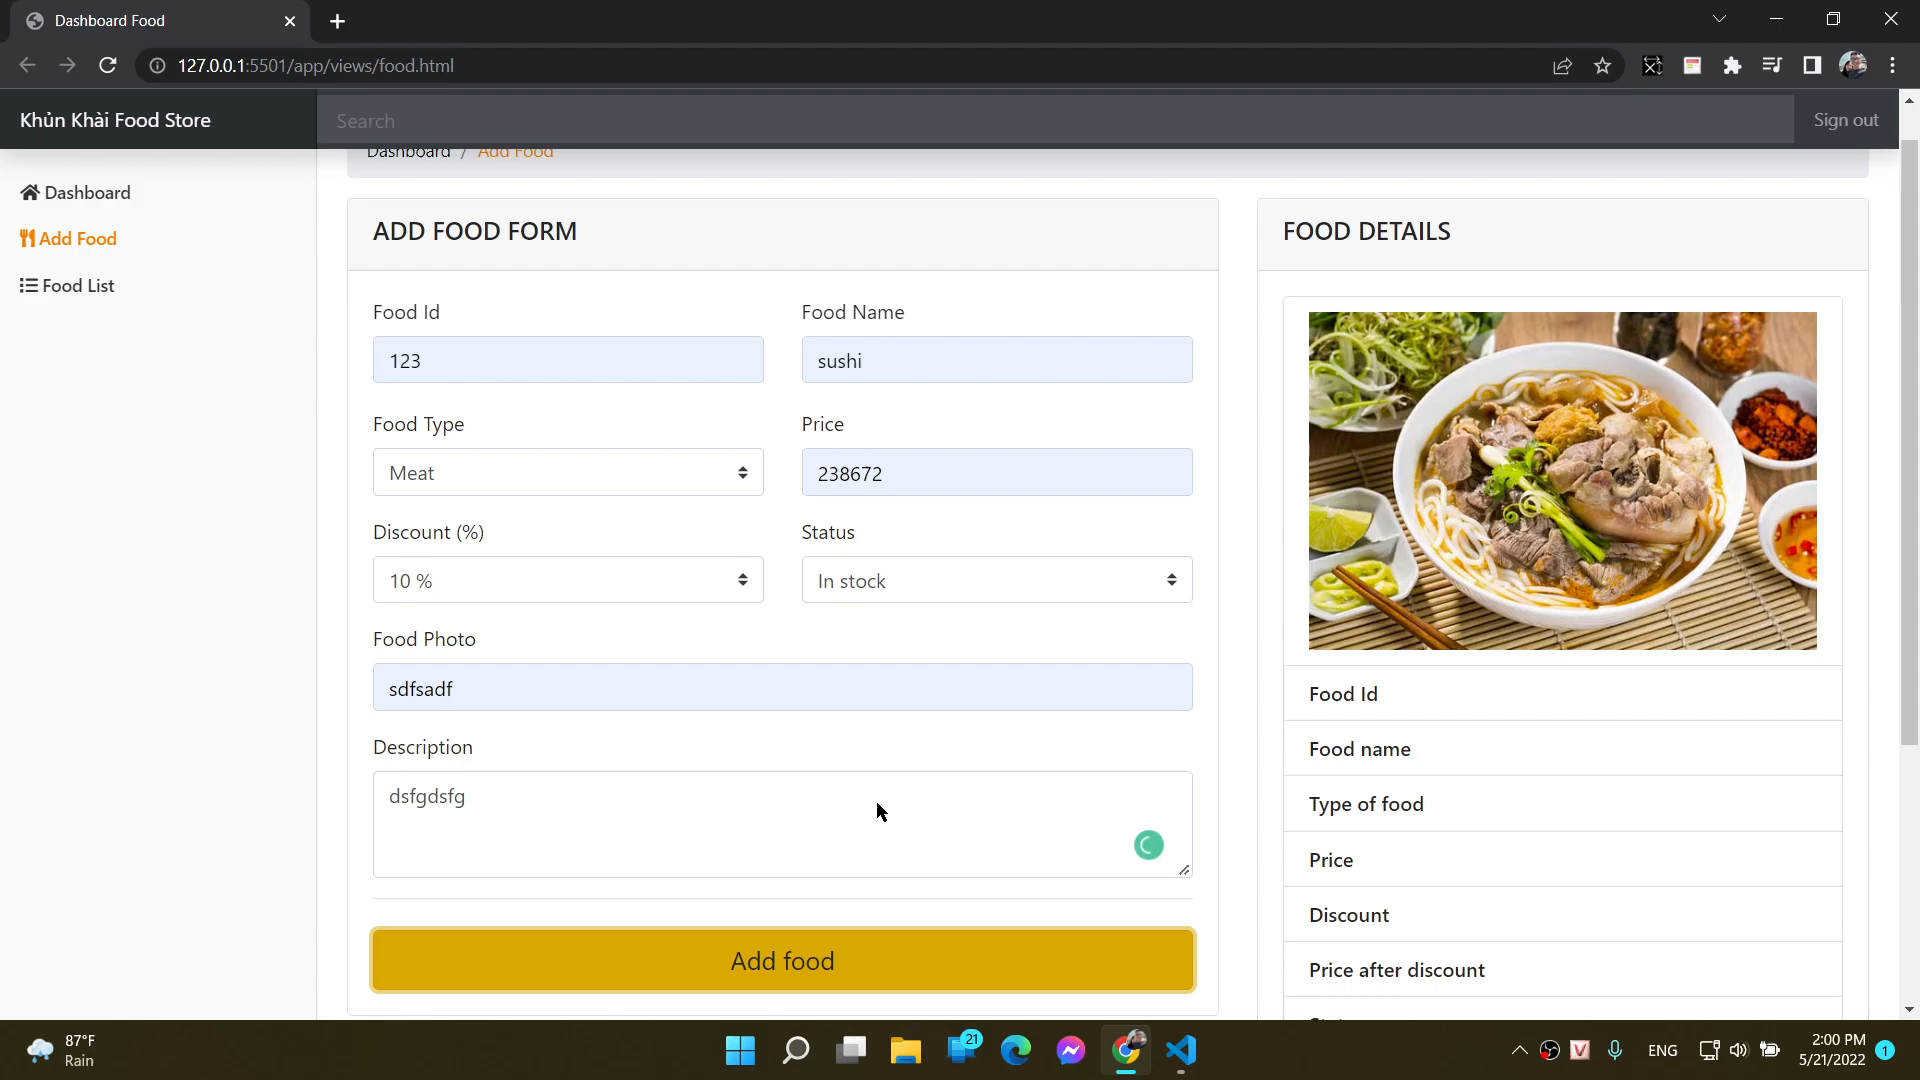 Dashboard Food
127.0.0.1:5501/app/views/food.html
Khủn Khài Food Store
Search
Sign out
Dashboard / Add Food
Dashboard
Add Food
Food List
ADD FOOD FORM
Food Id
Food Name
123
sushi
Food Type
Price
Meat
238672
Discount (%)
Status
10 %
In stock
Food Photo
sdfsadf
Description
dsfgdsfg
Add food
FOOD DETAILS
Food Id
Food name
Type of food
Price
Discount
Price after discount
87°F
Rain
21
V
ENG
2:00 PM
5/21/2022
1